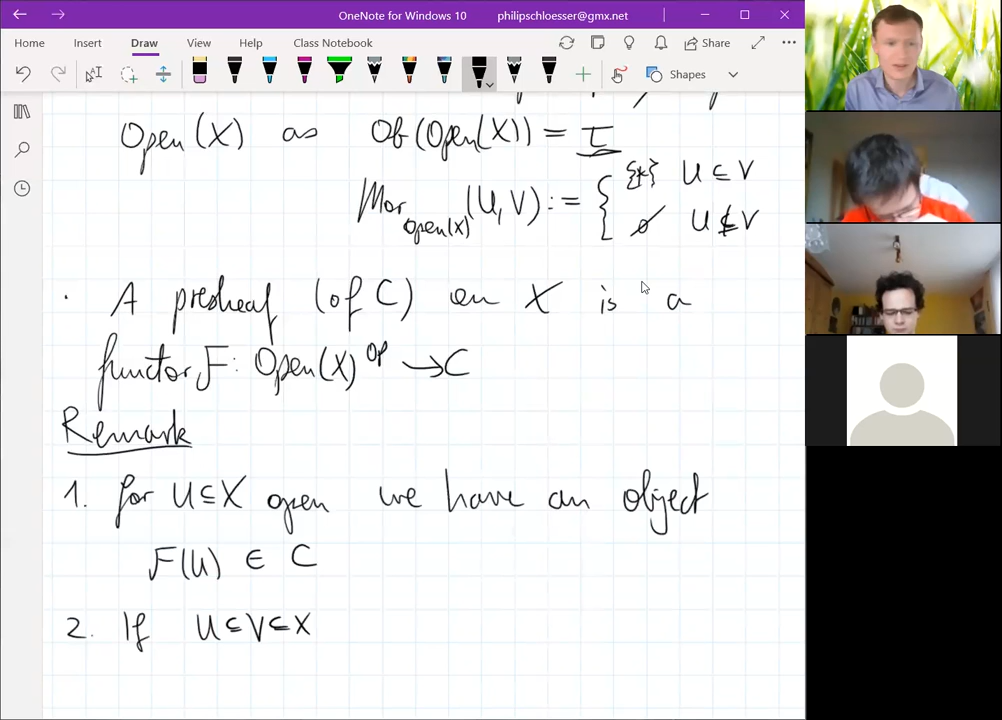 OneNote for Windows 10
philipschloesser@gmx.net
Home Insert Draw View Help Class Notebook Share
Shapes
Open(X) as Ob(Open(X)) = τ
Mor_Open(X) (U,V) := { {*} U ⊆ V
∅ U ⊈ V
· A presheaf (of C) on X is a
functor F: Open(X)^op → C
Remark
1. for U⊆X open we have an object
F(U) ∈ C
2. If U⊆V⊆X